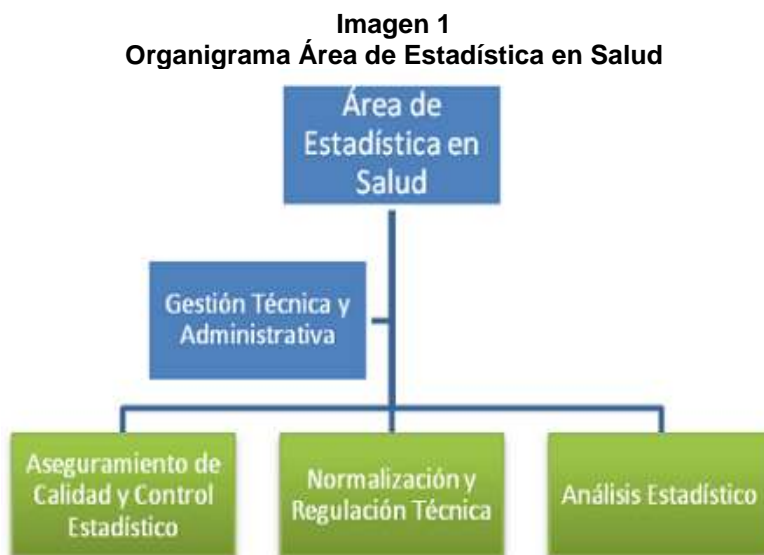 Imagen 1
Organigrama Área de Estadística en Salud
Área de
Estadística en
Salud
Gestión Técnica y
Administrativa
Aseguramiento de
Calidad y Control
Estadístico
Normalización y
Regulación Técnica
Análisis Estadístico